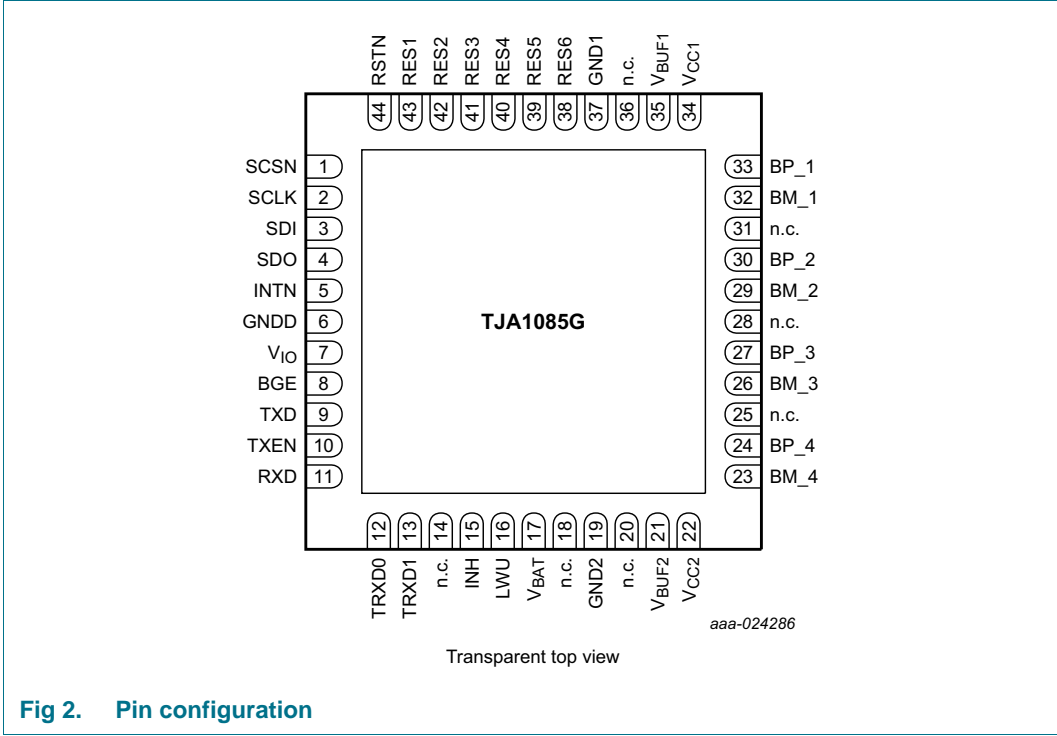 RSTN
RES1
RES2
RES3
RES4
RES5
RES6
GND1
n.c.
VBUF1
VCC1
44
43
42
41
40
39
38
37
36
35
34
SCSN 1
SCLK 2
SDI 3
SDO 4
INTN 5
GNDD 6
VIO 7
BGE 8
TXD 9
TXEN 10
RXD 11
TJA1085G
33 BP_1
32 BM_1
31 n.c.
30 BP_2
29 BM_2
28 n.c.
27 BP_3
26 BM_3
25 n.c.
24 BP_4
23 BM_4
12
13
14
15
16
17
18
19
20
21
22
TRXD0
TRXD1
n.c.
INH
LWU
VBAT
n.c.
GND2
n.c.
VBUF2
VCC2
aaa-024286
Transparent top view
Fig 2. Pin configuration